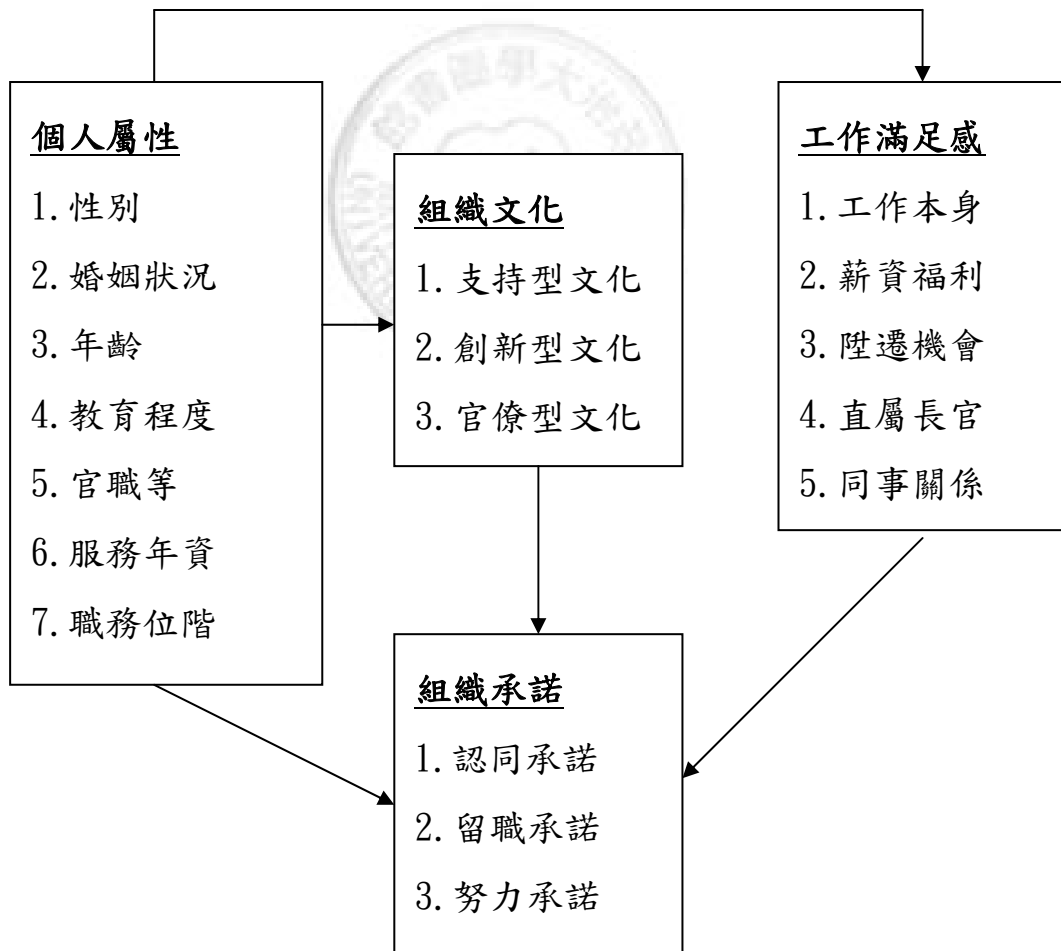 個人屬性
1.性別
2.婚姻狀況
3.年齡
4.教育程度
5.官職等
6.服務年資
7.職務位階
組織文化
1.支持型文化
2.創新型文化
3.官僚型文化
工作滿足感
1.工作本身
2.薪資福利
3.陞遷機會
4.直屬長官
5.同事關係
組織承諾
1.認同承諾
2.留職承諾
3.努力承諾